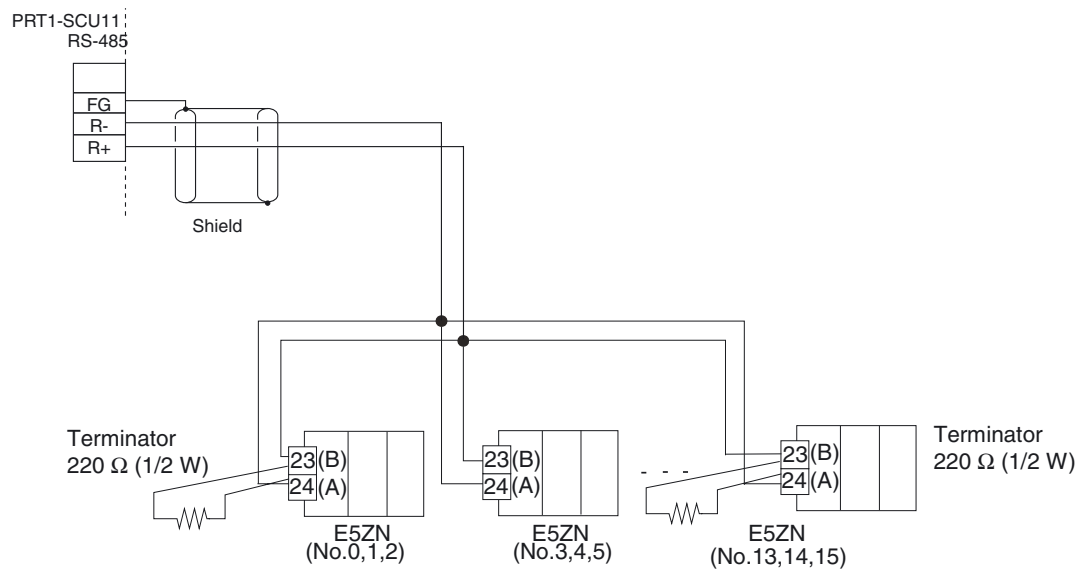 PRT1-SCU11
RS-485
FG
R-
R+
Shield
Terminator
220 Ω (1/2 W)
23 (B)
24 (A)
E5ZN
(No.0,1,2)
23 (B)
24 (A)
E5ZN
(No.3,4,5)
- - -
23 (B)
24 (A)
E5ZN
(No.13,14,15)
Terminator
220 Ω (1/2 W)